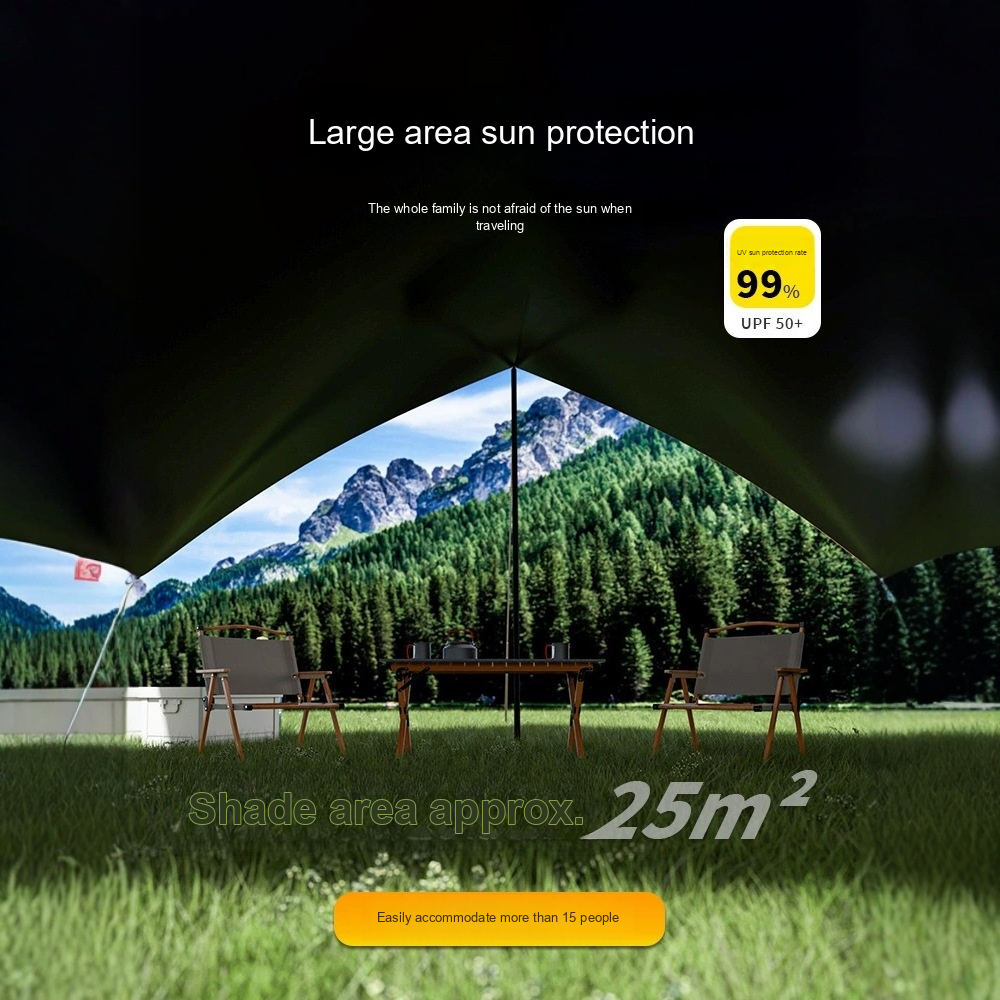 Large area sun protection
The whole family is not afraid of the sun when
traveling
UV sun protection rate
99%
UPF 50+
Shade area approx. 25m²
Easily accommodate more than 15 people